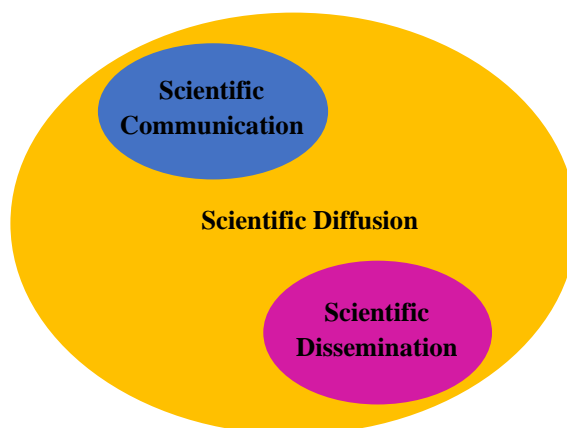 Scientific
Communication
Scientific Diffusion
Scientific
Dissemination